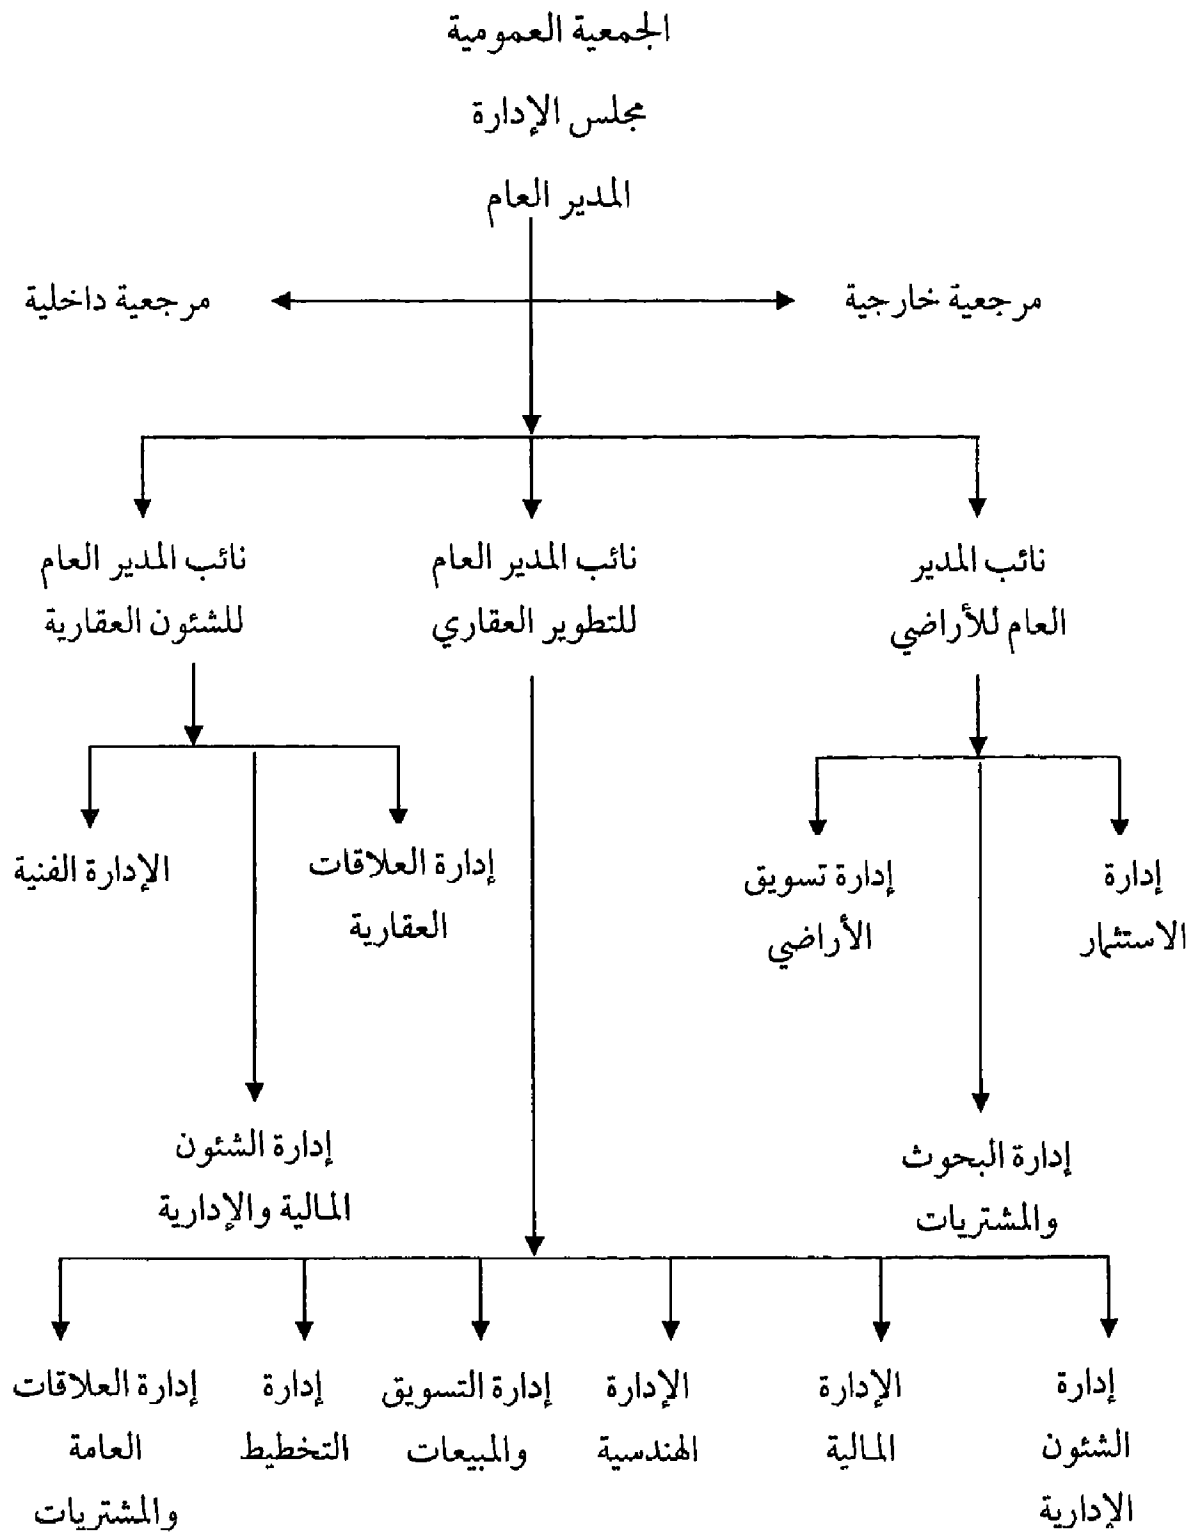 الجمعية العمومية
مجلس الإدارة
المدير العام
مرجعية خارجية
مرجعية داخلية
نائب المدير
العام للأراضي
نائب المدير العام
للتطوير العقاري
نائب المدير العام
للشئون العقارية
إدارة
الاستثمار
إدارة تسويق
الأراضي
إدارة العلاقات
العقارية
الإدارة الفنية
إدارة البحوث
والمشتريات
إدارة الشئون
المالية والإدارية
إدارة
الشئون
الإدارية
الإدارة
المالية
الإدارة
الهندسية
إدارة التسويق
والمبيعات
إدارة
التخطيط
إدارة العلاقات
العامة
والمشتريات